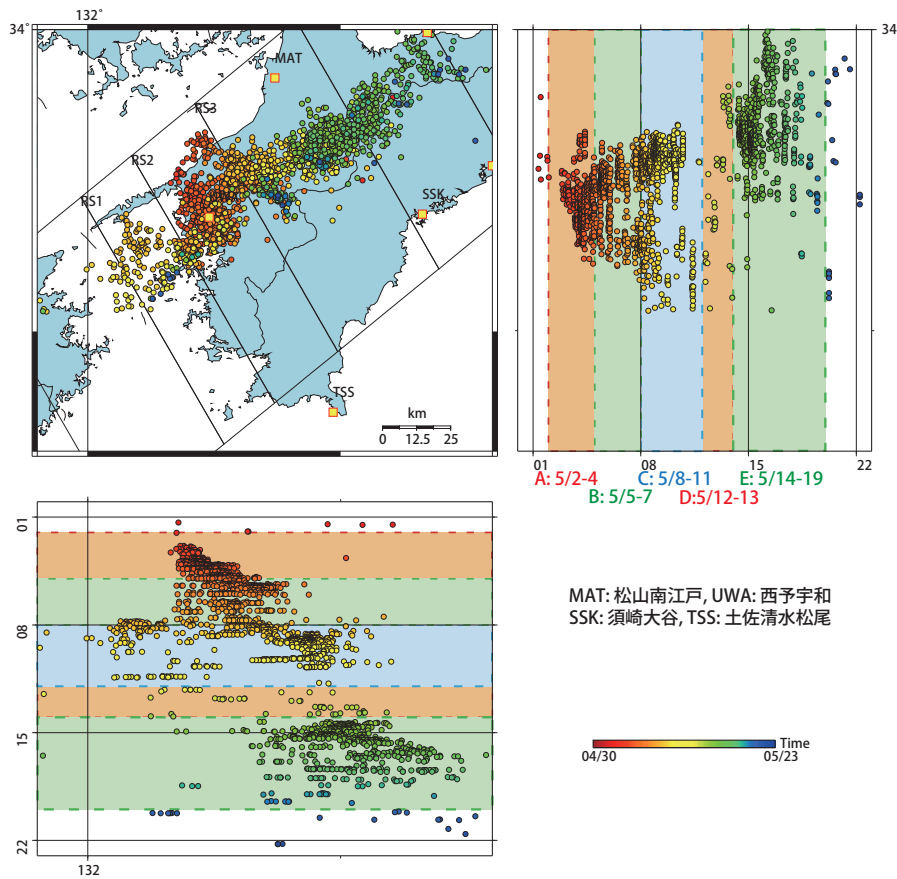 132˚
34˚
MAT
RS3
RS2
RS1
SSK
TSS
km
0 12.5 25
34
01 08 15 22
A: 5/2-4 C: 5/8-11 E: 5/14-19
B: 5/5-7 D:5/12-13
01
08
15
22
132
MAT: 松山南江戸, UWA: 西予宇和
SSK: 須崎大谷, TSS: 土佐清水松尾
Time
04/30 05/23